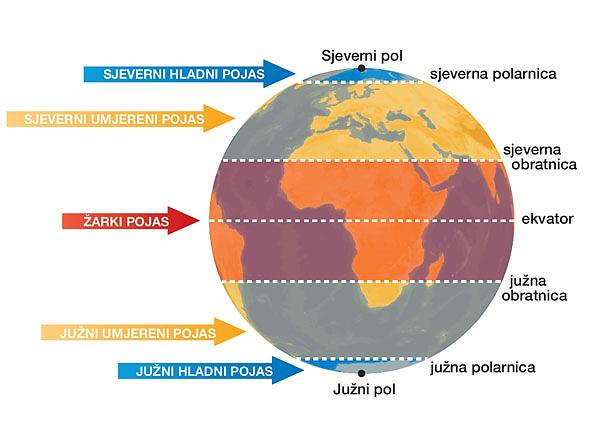 Sjeverni pol
SJEVERNI HLADNI POJAS
sjeverna polarnica
SJEVERNI UMJERENI POJAS
sjeverna
obratnica
ŽARKI POJAS
ekvator
južna
obratnica
JUŽNI UMJERENI POJAS
JUŽNI HLADNI POJAS
južna polarnica
Južni pol